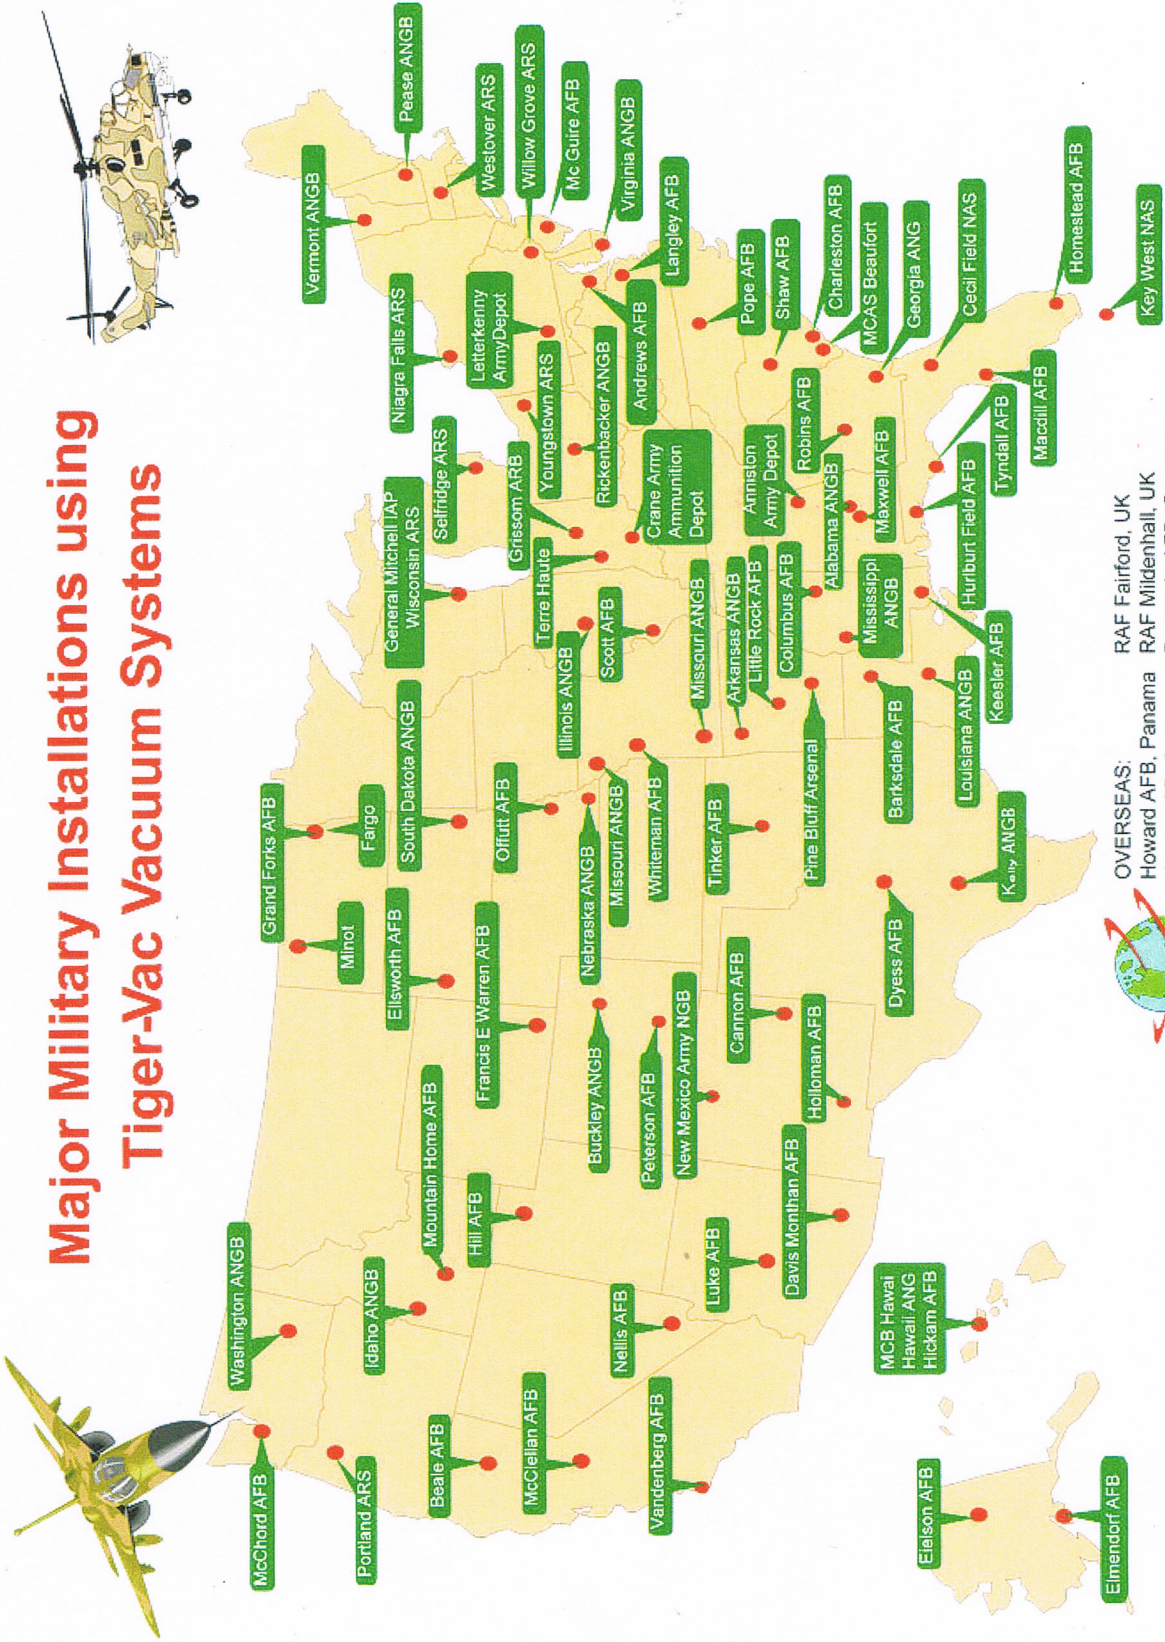 Major Military Installations using
Tiger-Vac Vacuum Systems
McChord AFB
Washington ANGB
Portland ARS
Idaho ANGB
Mountain Home AFB
Beale AFB
Hill AFB
McClellan AFB
Nellis AFB
Vandenberg AFB
Luke AFB
Davis Monthan AFB
Holloman AFB
Cannon AFB
New Mexico Army NGB
Peterson AFB
Buckley ANGB
Francis E Warren AFB
Ellsworth AFB
Minot
Grand Forks AFB
Fargo
South Dakota ANGB
Offutt AFB
Nebraska ANGB
Missouri ANGB
Whiteman AFB
Tinker AFB
Pine Bluff Arsenal
Dyess AFB
Kelly ANGB
Barksdale AFB
Louisiana ANGB
Keesler AFB
Mississippi
ANGB
Columbus AFB
Little Rock AFB
Arkansas ANGB
Missouri ANGB
Scott AFB
Illinois ANGB
Terre Haute
General Mitchell IAP
Wisconsin ARS
Selfridge ARS
Grissom ARB
Crane Army
Ammunition
Depot
Rickenbacker ANGB
Youngstown ARS
Niagra Falls ARS
Letterkenny
ArmyDepot
Vermont ANGB
Pease ANGB
Westover ARS
Willow Grove ARS
Mc Guire AFB
Virginia ANGB
Langley AFB
Andrews AFB
Pope AFB
Shaw AFB
Charleston AFB
MCAS Beaufort
Georgia ANG
Cecil Field NAS
Homestead AFB
Key West NAS
Macdill AFB
Tyndall AFB
Hurlburt Field AFB
Maxwell AFB
Alabama ANGB
Robins AFB
Anniston
Army Depot
MCB Hawai
Hawaii ANG
Hickam AFB
Eielson AFB
Elmendorf AFB
OVERSEAS:
Howard AFB, Panama
RAF Fairford, UK
RAF Mildenhall, UK